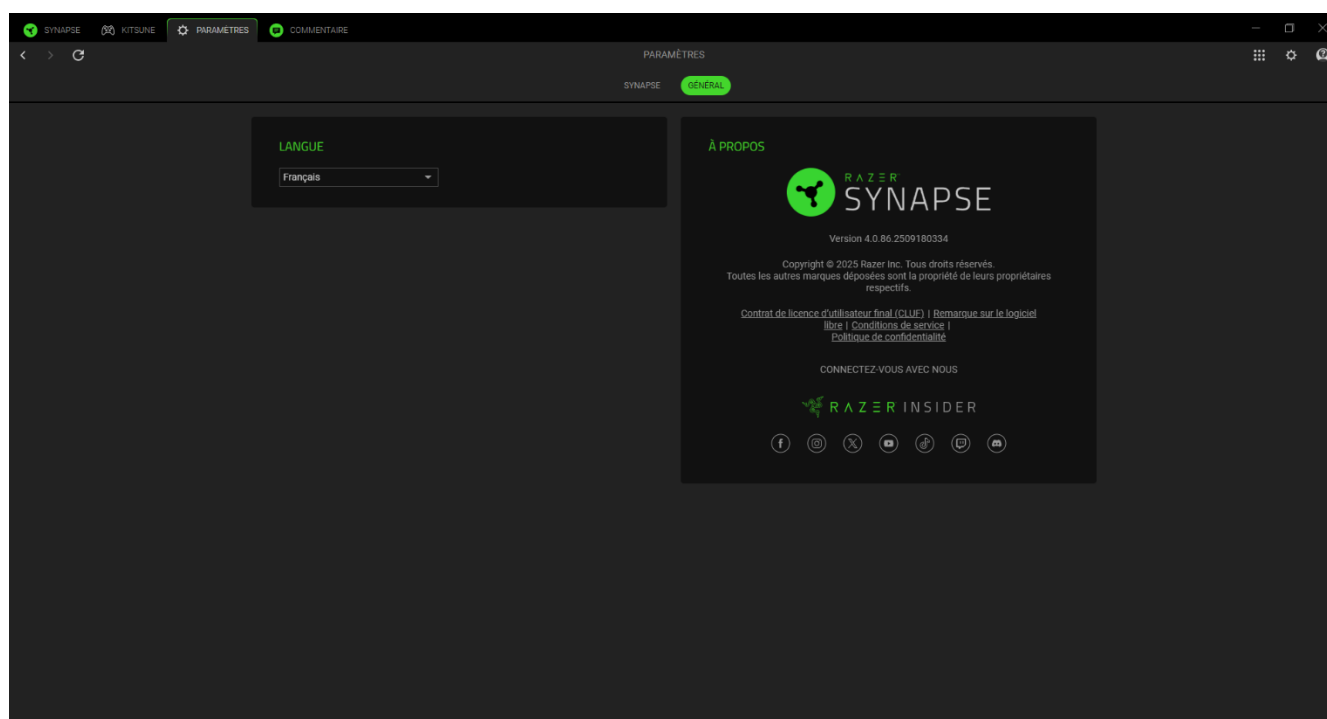 SYNAPSE
KITSUNE
PARAMÈTRES
COMMENTAIRE
PARAMÈTRES
SYNAPSE
GÉNÉRAL
LANGUE
Français
À PROPOS
RAZER
SYNAPSE
Version 4.0.86.2509180334
Copyright © 2025 Razer Inc. Tous droits réservés.
Toutes les autres marques déposées sont la propriété de leurs propriétaires
respectifs.
Contrat de licence d'utilisateur final (CLUF) | Remarque sur le logiciel
libre | Conditions de service |
Politique de confidentialité
CONNECTEZ-VOUS AVEC NOUS
RAZER INSIDER